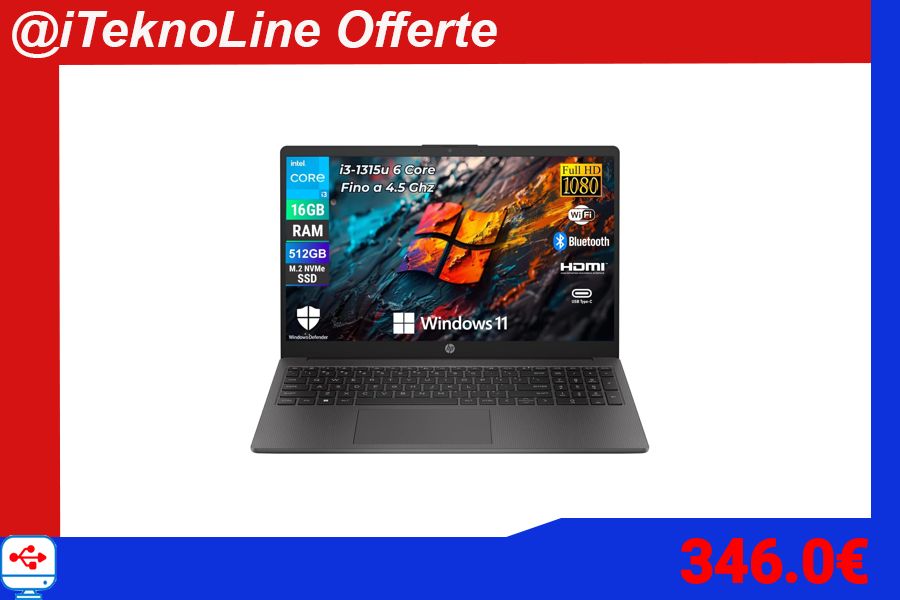 @iTeknoLine Offerte
intel
CORE
i3
i3-1315u 6 Core
Fino a 4.5 Ghz
16GB
RAM
512GB
M.2 NVMe
SSD
Full HD
1080
WiFi
Bluetooth
HDMI
USB Type-C
Windows Defender
Windows 11
hp
346.0€